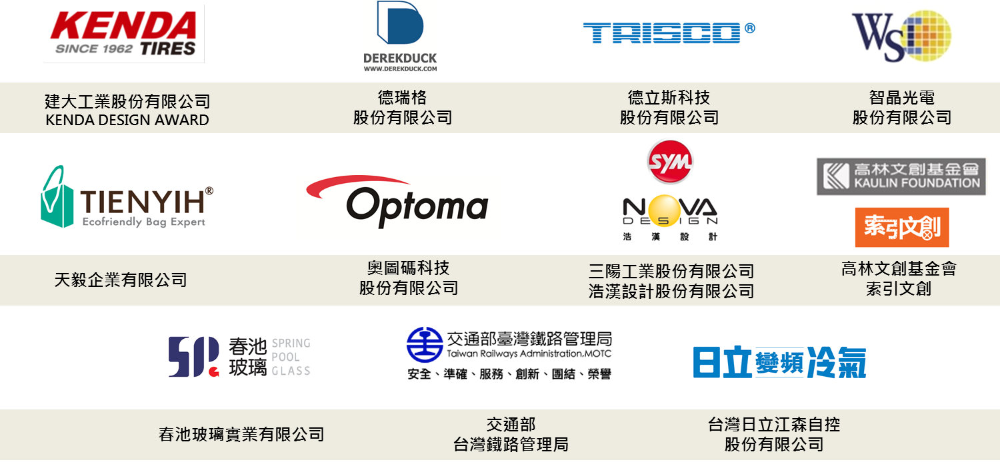 KENDA
SINCE 1962 TIRES
DEREKDUCK
WWW.DEREKDUCK.COM
TRISCO®
WS
建大工業股份有限公司
KENDA DESIGN AWARD
德瑞格
股份有限公司
德立斯科技
股份有限公司
智晶光電
股份有限公司
TIENYIH®
Ecofriendly Bag Expert
Optoma
SYM
NOVA
DESIGN
浩漢設計
高林文創基金會
KAULIN FOUNDATION
索引文創
天毅企業有限公司
奧圖碼科技
股份有限公司
三陽工業股份有限公司
浩漢設計股份有限公司
高林文創基金會
索引文創
春池
玻璃
SPRING
POOL
GLASS
交通部臺灣鐵路管理局
Taiwan Railways Administration,MOTC
安全、準確、服務、創新、團結、榮譽
日立變頻冷氣
春池玻璃實業有限公司
交通部
台灣鐵路管理局
台灣日立江森自控
股份有限公司